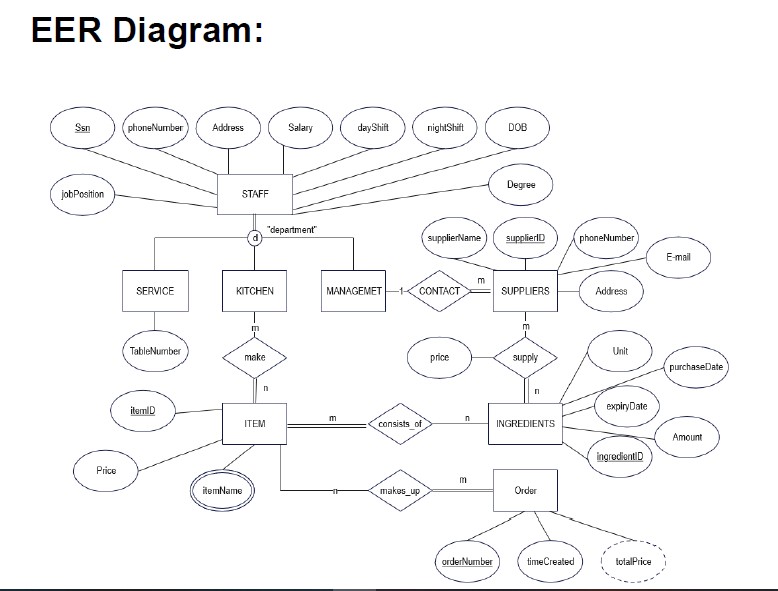 EER Diagram:
Ssn
phoneNumber
Address
Salary
dayShift
nightShift
DOB
jobPosition
STAFF
Degree
"department"
d
supplierName
supplierID
phoneNumber
E-mail
SERVICE
KITCHEN
MANAGEMET
1
CONTACT
m
SUPPLIERS
Address
m
m
TableNumber
make
price
supply
Unit
purchaseDate
n
n
itemID
expiryDate
ITEM
m
consists_of
n
INGREDIENTS
Amount
ingredientID
Price
itemName
n
makes_up
m
Order
orderNumber
timeCreated
totalPrice